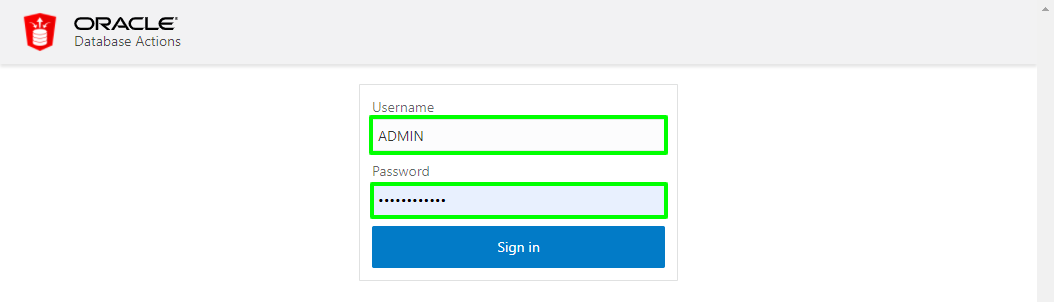 ORACLE
Database Actions
Username
ADMIN
Password
••••••••••••
Sign in